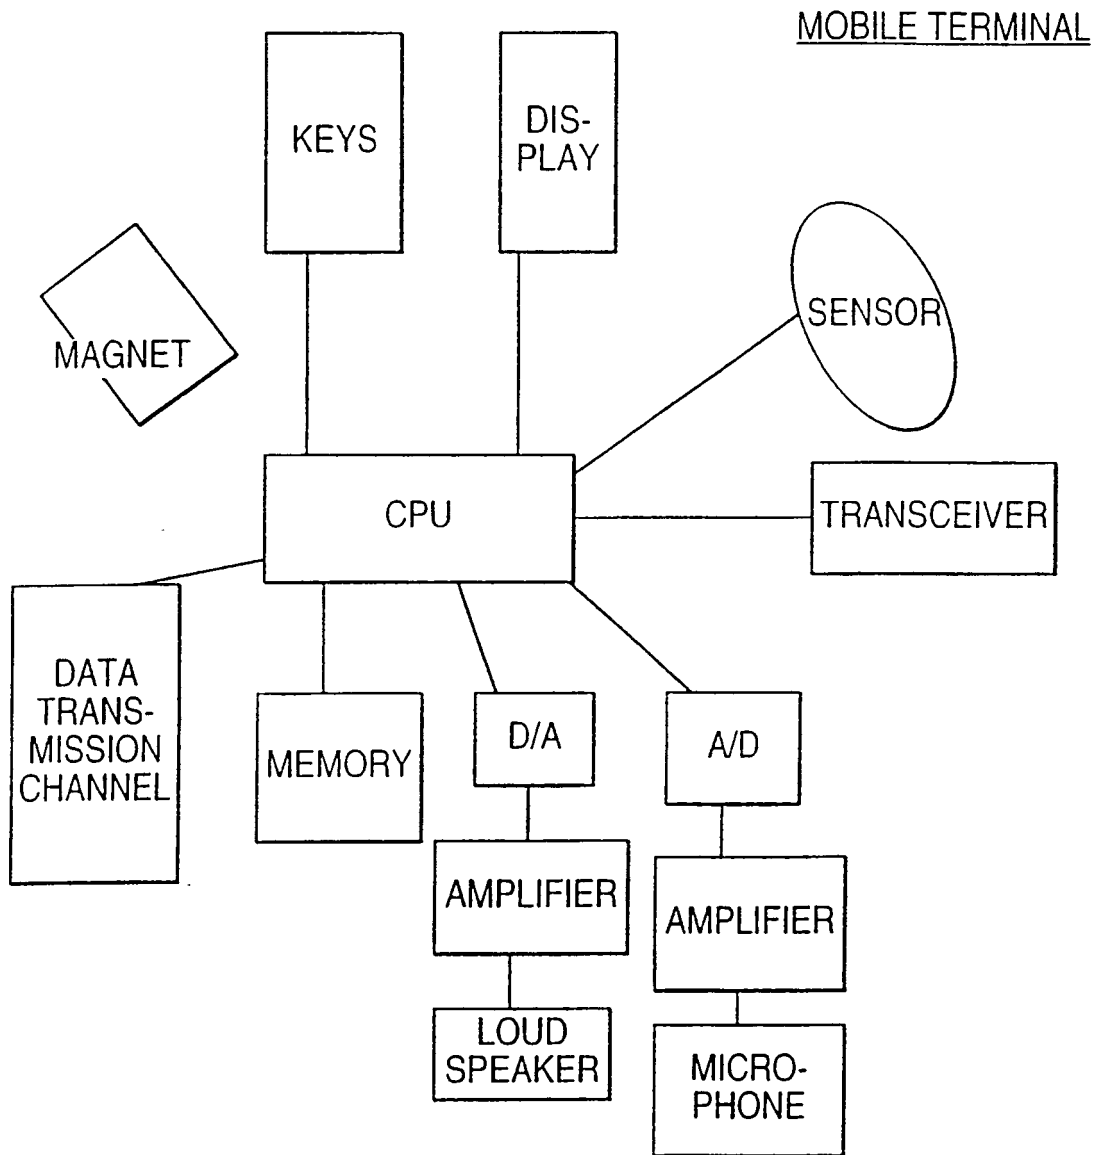 MOBILE TERMINAL
KEYS
DIS-
PLAY
SENSOR
MAGNET
CPU
TRANSCEIVER
DATA
TRANS-
MISSION
CHANNEL
MEMORY
D/A
A/D
AMPLIFIER
AMPLIFIER
LOUD
SPEAKER
MICRO-
PHONE